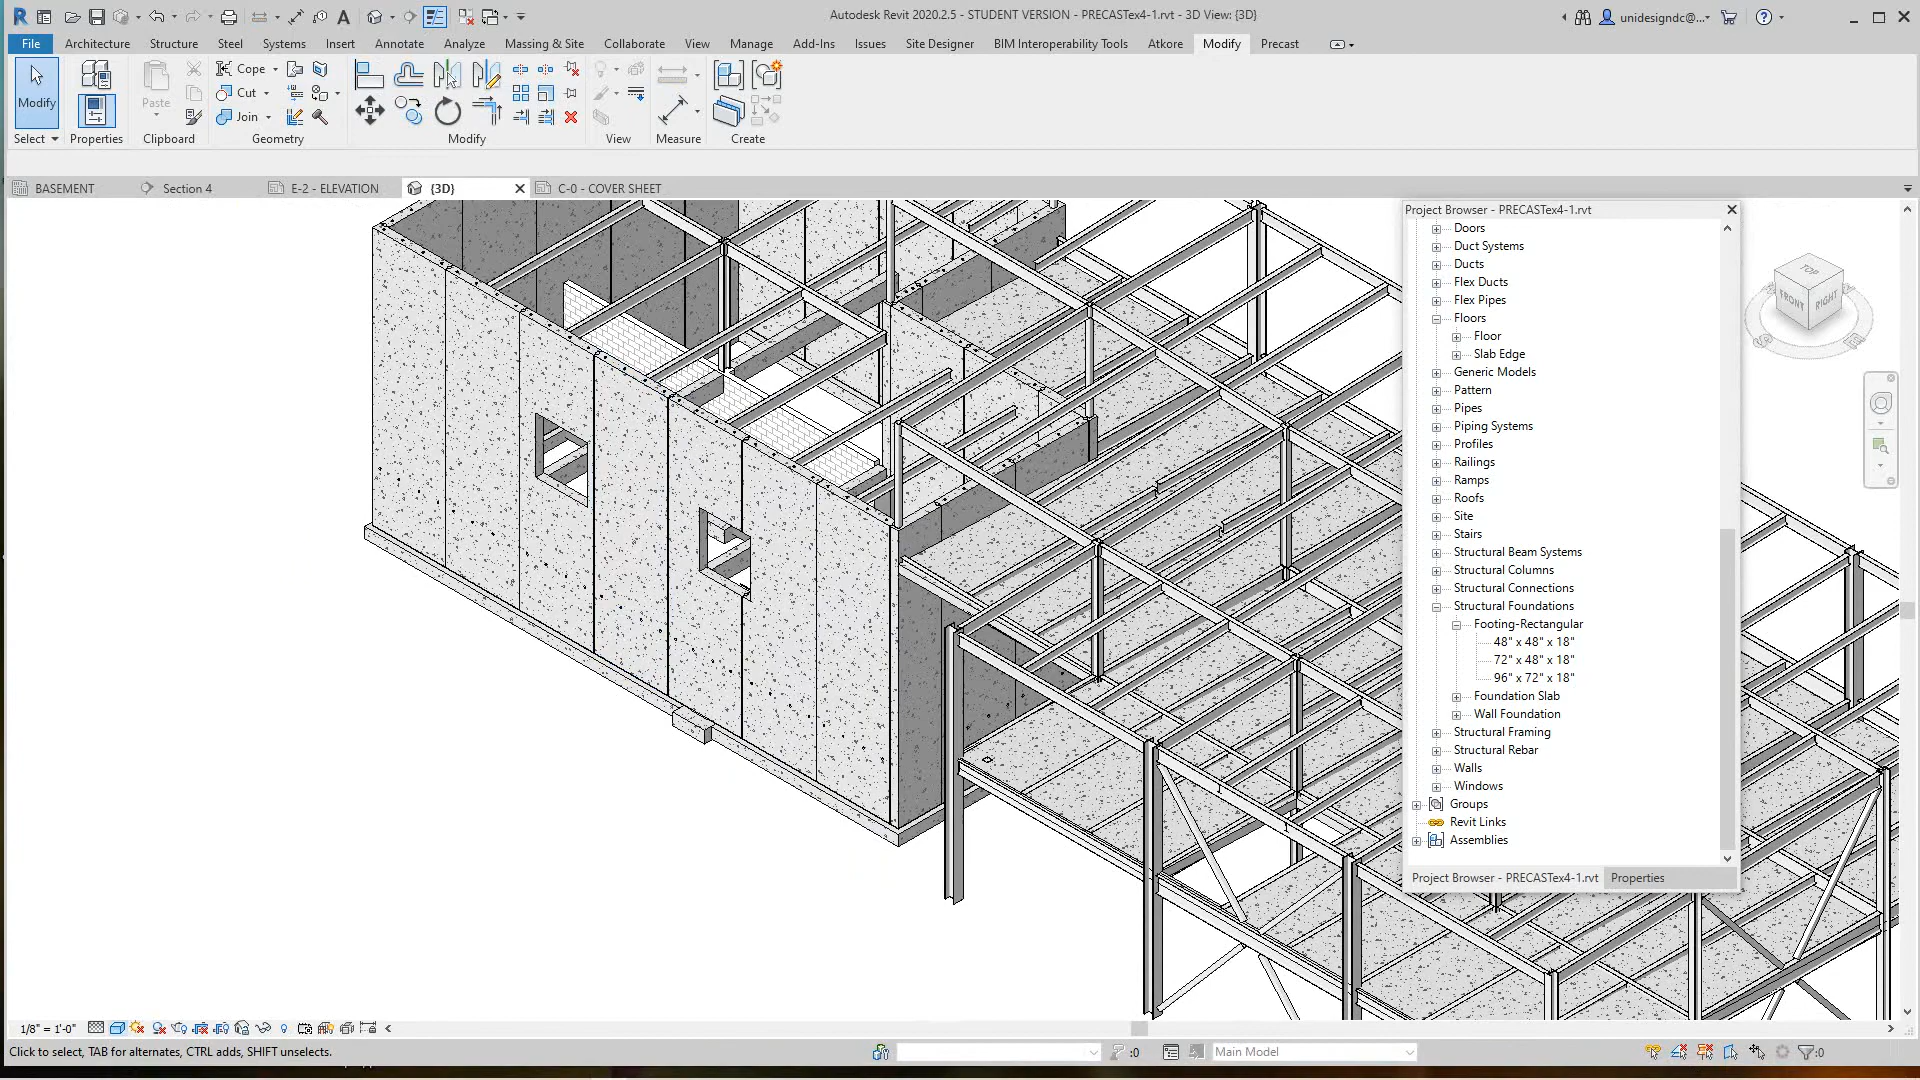 Autodesk Revit 2020.2.5 - STUDENT VERSION - PRECASTex4-1.rvt - 3D View: {3D}
unidesigndc@...
File
Architecture
Structure
Steel
Systems
Insert
Annotate
Analyze
Massing & Site
Collaborate
View
Manage
Add-Ins
Issues
Site Designer
BIM Interoperability Tools
Atkore
Modify
Precast
Modify
Paste
Cope
Cut
Join
Select
Properties
Clipboard
Geometry
Modify
View
Measure
Create
BASEMENT
Section 4
E-2 - ELEVATION
{3D}
C-0 - COVER SHEET
Project Browser - PRECASTex4-1.rvt
Doors
Duct Systems
Ducts
Flex Ducts
Flex Pipes
Floors
Floor
Slab Edge
Generic Models
Pattern
Pipes
Piping Systems
Profiles
Railings
Ramps
Roofs
Site
Stairs
Structural Beam Systems
Structural Columns
Structural Connections
Structural Foundations
Footing-Rectangular
48" x 48" x 18"
72" x 48" x 18"
96" x 72" x 18"
Foundation Slab
Wall Foundation
Structural Framing
Structural Rebar
Walls
Windows
Groups
Revit Links
Assemblies
Project Browser - PRECASTex4-1.rvt
Properties
TOP
FRONT
RIGHT
1/8" = 1'-0"
Click to select, TAB for alternates, CTRL adds, SHIFT unselects.
:0
Main Model
:0